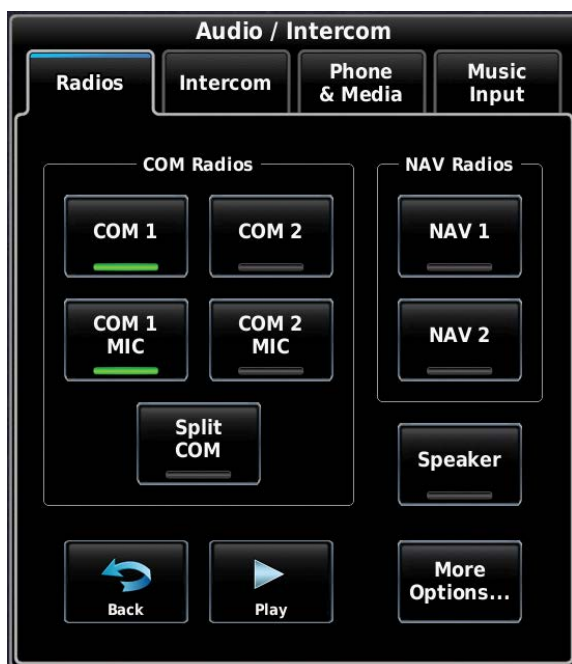 Audio / Intercom
Radios
Intercom
Phone
& Media
Music
Input
COM Radios
NAV Radios
COM 1
COM 2
NAV 1
COM 1
MIC
COM 2
MIC
NAV 2
Split
COM
Speaker
Back
Play
More
Options...